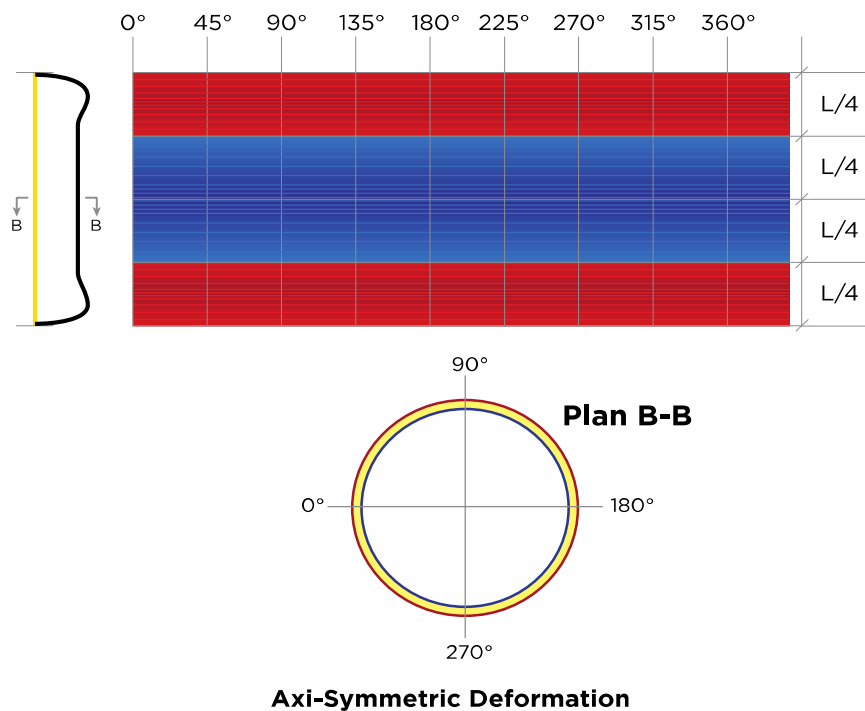 0° 45° 90° 135° 180° 225° 270° 315° 360°
L/4
L/4
B B
L/4
L/4
90°
Plan B-B
0° 180°
270°
Axi-Symmetric Deformation